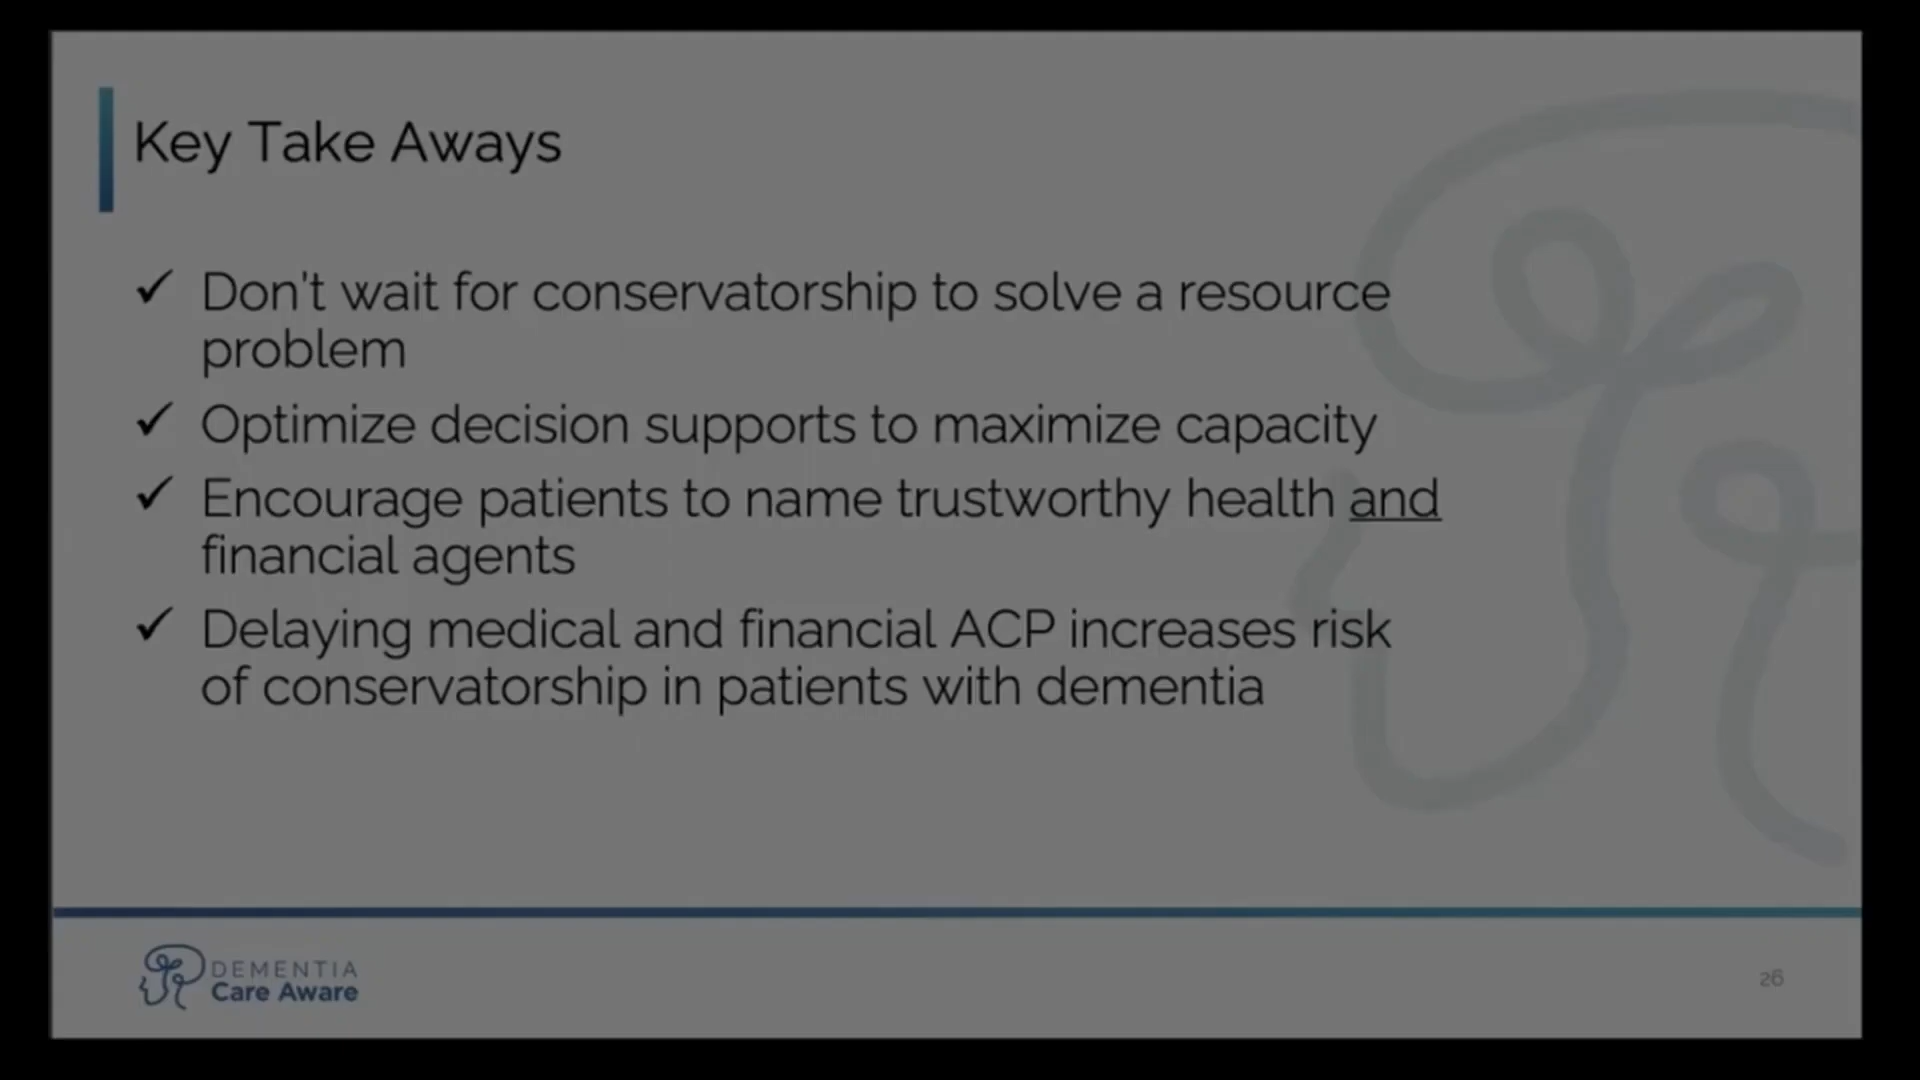 Key Take Aways
✓ Don't wait for conservatorship to solve a resource
problem
✓ Optimize decision supports to maximize capacity
✓ Encourage patients to name trustworthy health and
financial agents
✓ Delaying medical and financial ACP increases risk
of conservatorship in patients with dementia
DEMENTIA
Care Aware
26